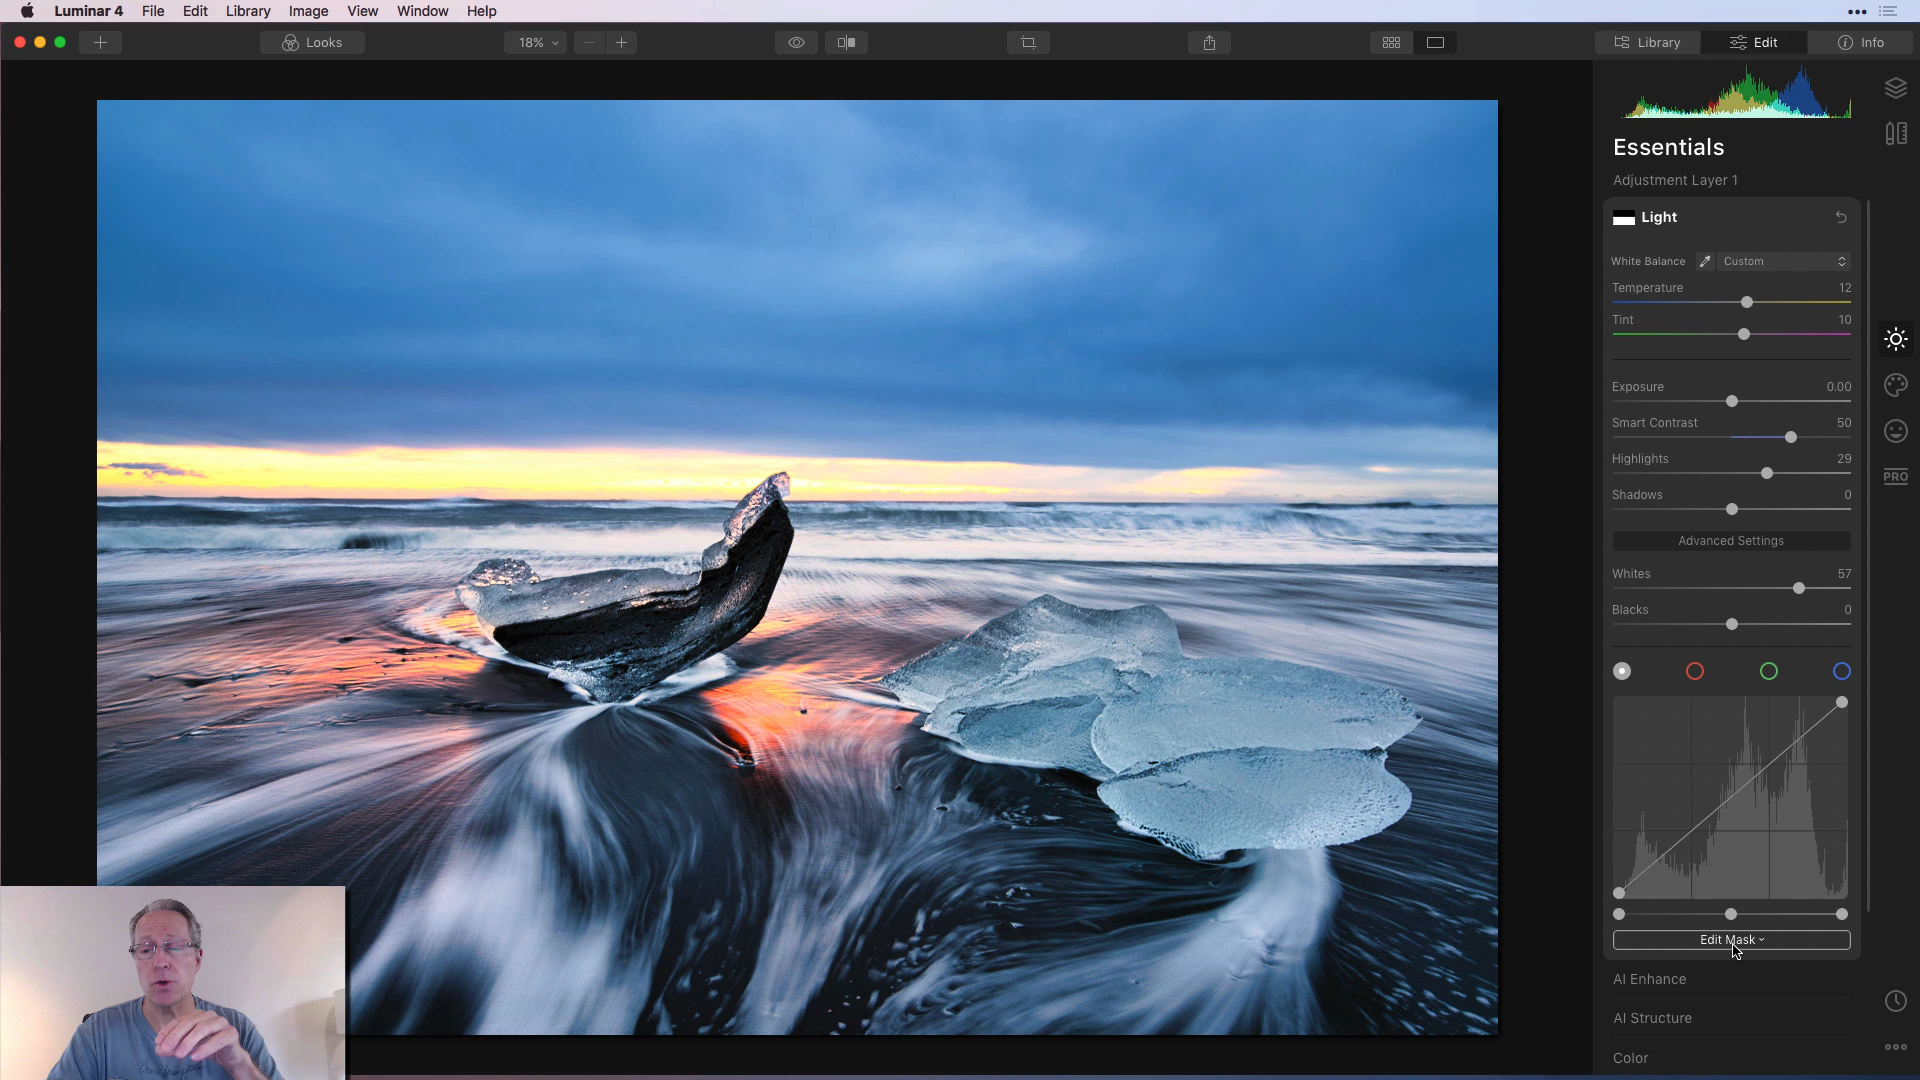 Luminar 4 File Edit Library Image View Window Help
Looks 18% Library Edit Info
Essentials
Adjustment Layer 1
Light
White Balance Custom
Temperature 12
Tint 10
Exposure 0.00
Smart Contrast 50
Highlights 29
Shadows 0
PRO
Advanced Settings
Whites 57
Blacks 0
Edit Mask
AI Enhance
AI Structure
Color